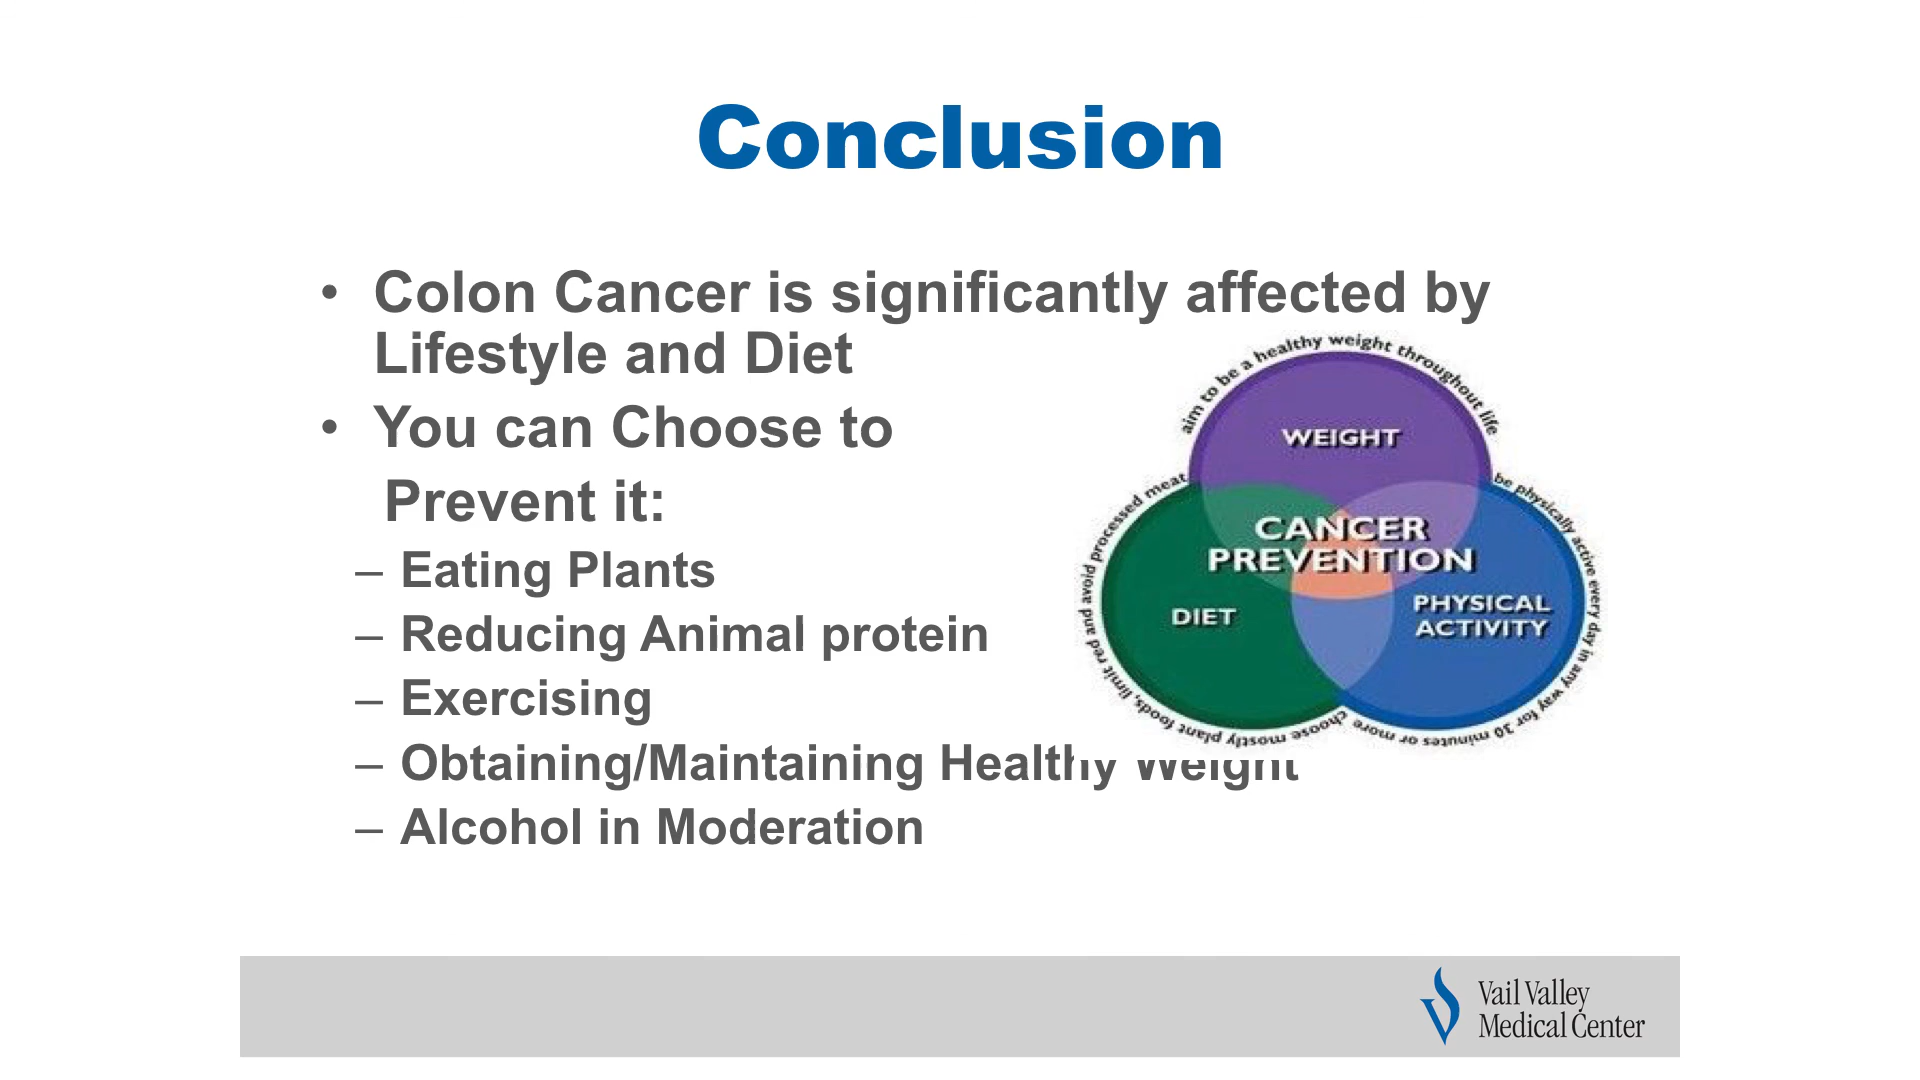 Conclusion
• Colon Cancer is significantly affected by
Lifestyle and Diet
• You can Choose to
Prevent it:
– Eating Plants
– Reducing Animal protein
– Exercising
– Obtaining/Maintaining Healthy Weight
– Alcohol in Moderation
aim to be a healthy weight throughout life
WEIGHT
be physically active every day in any way for 30 minutes or more
choose mostly plant foods, limit red and avoid processed meat
CANCER
PREVENTION
DIET
PHYSICAL
ACTIVITY
Vail Valley
Medical Center